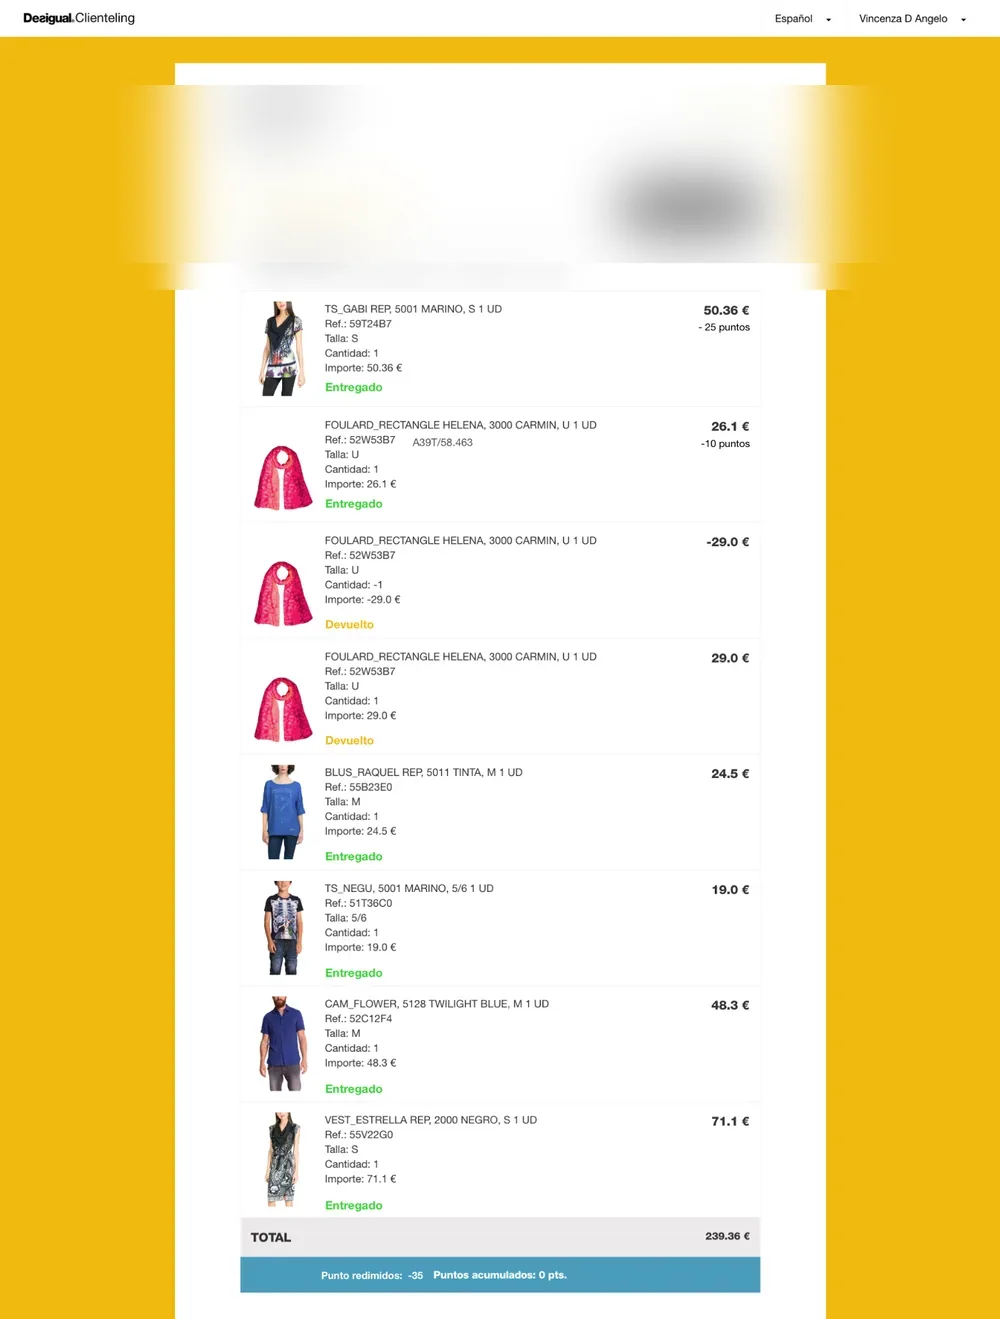 Desigual. Clienteling
Español
Vincenza D Angelo
TS_GABI REP, 5001 MARINO, S 1 UD
50.36 €
Ref.: 59T24B7
- 25 puntos
Talla: S
Cantidad: 1
Importe: 50.36 €
Entregado
FOULARD_RECTANGLE HELENA, 3000 CARMIN, U 1 UD
26.1 €
Ref.: 52W53B7
A39T/58.463
-10 puntos
Talla: U
Cantidad: 1
Importe: 26.1 €
Entregado
FOULARD_RECTANGLE HELENA, 3000 CARMIN, U 1 UD
-29.0 €
Ref.: 52W53B7
Talla: U
Cantidad: -1
Importe: -29.0 €
Devuelto
FOULARD_RECTANGLE HELENA, 3000 CARMIN, U 1 UD
29.0 €
Ref.: 52W53B7
Talla: U
Cantidad: 1
Importe: 29.0 €
Devuelto
BLUS_RAQUEL REP, 5011 TINTA, M 1 UD
24.5 €
Ref.: 55B23E0
Talla: M
Cantidad: 1
Importe: 24.5 €
Entregado
TS_NEGU, 5001 MARINO, 5/6 1 UD
19.0 €
Ref.: 51T36C0
Talla: 5/6
Cantidad: 1
Importe: 19.0 €
Entregado
CAM_FLOWER, 5128 TWILIGHT BLUE, M 1 UD
48.3 €
Ref.: 52C12F4
Talla: M
Cantidad: 1
Importe: 48.3 €
Entregado
VEST_ESTRELLA REP, 2000 NEGRO, S 1 UD
71.1 €
Ref.: 55V22G0
Talla: S
Cantidad: 1
Importe: 71.1 €
Entregado
TOTAL
239.36 €
Punto redimidos: -35 Puntos acumulados: 0 pts.